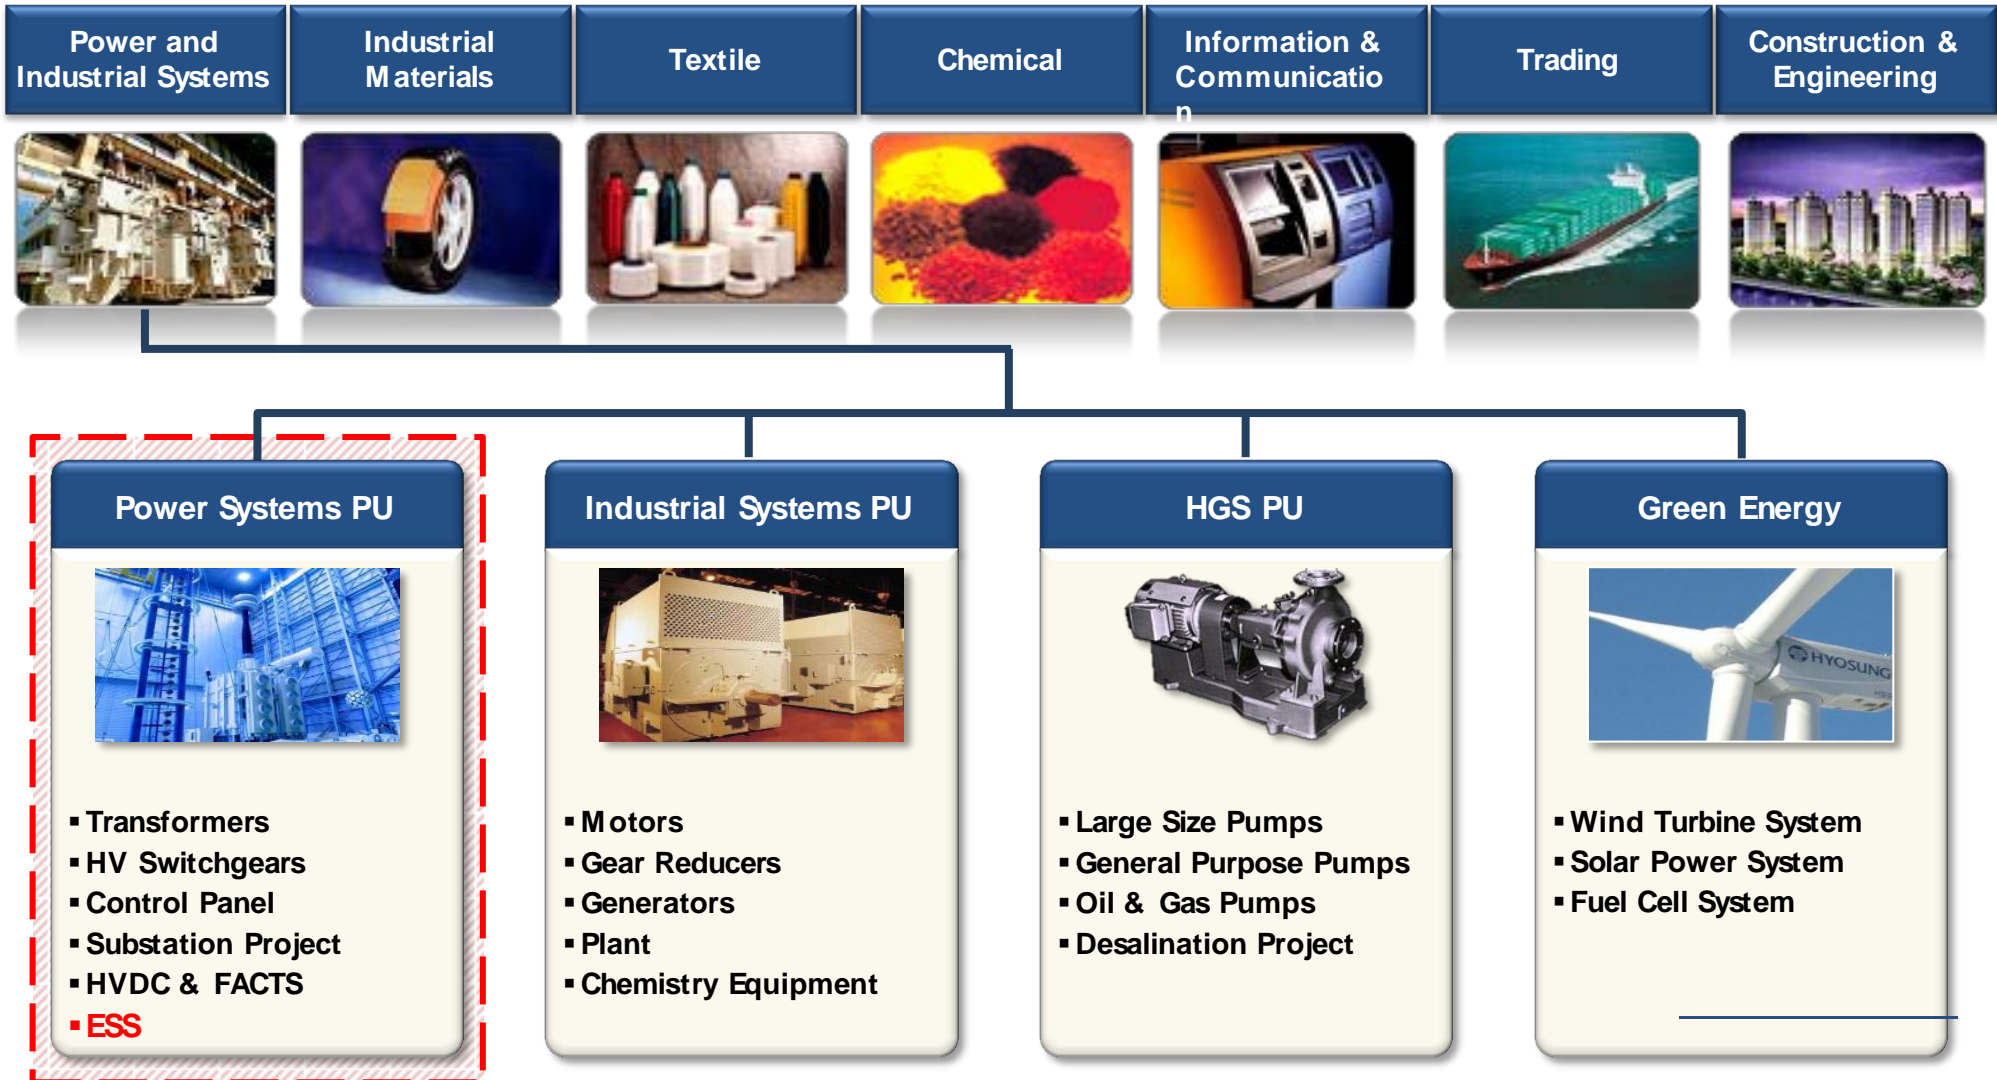 Power and
Industrial Systems
Industrial
Materials
Textile
Chemical
Information &
Communicatio
n
Trading
Construction &
Engineering
Power Systems PU
Transformers
HV Switchgears
Control Panel
Substation Project
HVDC & FACTS
ESS
Industrial Systems PU
Motors
Gear Reducers
Generators
Plant
Chemistry Equipment
HGS PU
Large Size Pumps
General Purpose Pumps
Oil & Gas Pumps
Desalination Project
Green Energy
HYOSUNG
Wind Turbine System
Solar Power System
Fuel Cell System